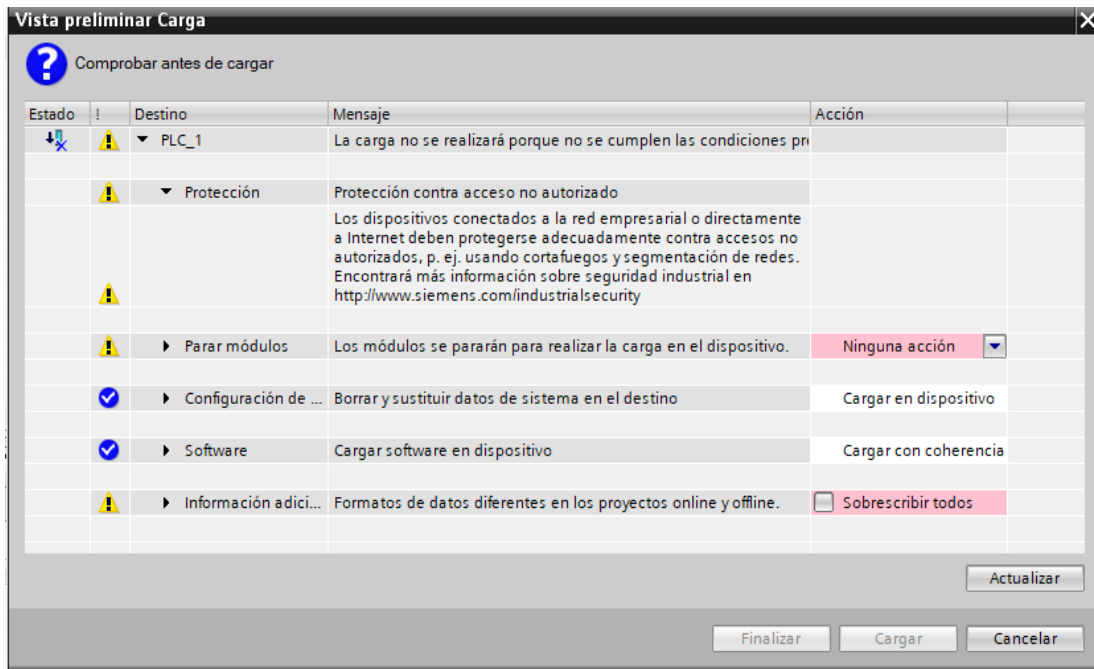 Vista preliminar Carga
Comprobar antes de cargar
Estado ! Destino Mensaje Acción
PLC_1 La carga no se realizará porque no se cumplen las condiciones pr
Protección Protección contra acceso no autorizado
Los dispositivos conectados a la red empresarial o directamente
a Internet deben protegerse adecuadamente contra accesos no
autorizados, p. ej. usando cortafuegos y segmentación de redes.
Encontrará más información sobre seguridad industrial en
http://www.siemens.com/industrialsecurity
Parar módulos Los módulos se pararán para realizar la carga en el dispositivo. Ninguna acción
Configuración de ... Borrar y sustituir datos de sistema en el destino Cargar en dispositivo
Software Cargar software en dispositivo Cargar con coherencia
Información adici... Formatos de datos diferentes en los proyectos online y offline. Sobrescribir todos
Actualizar
Finalizar Cargar Cancelar